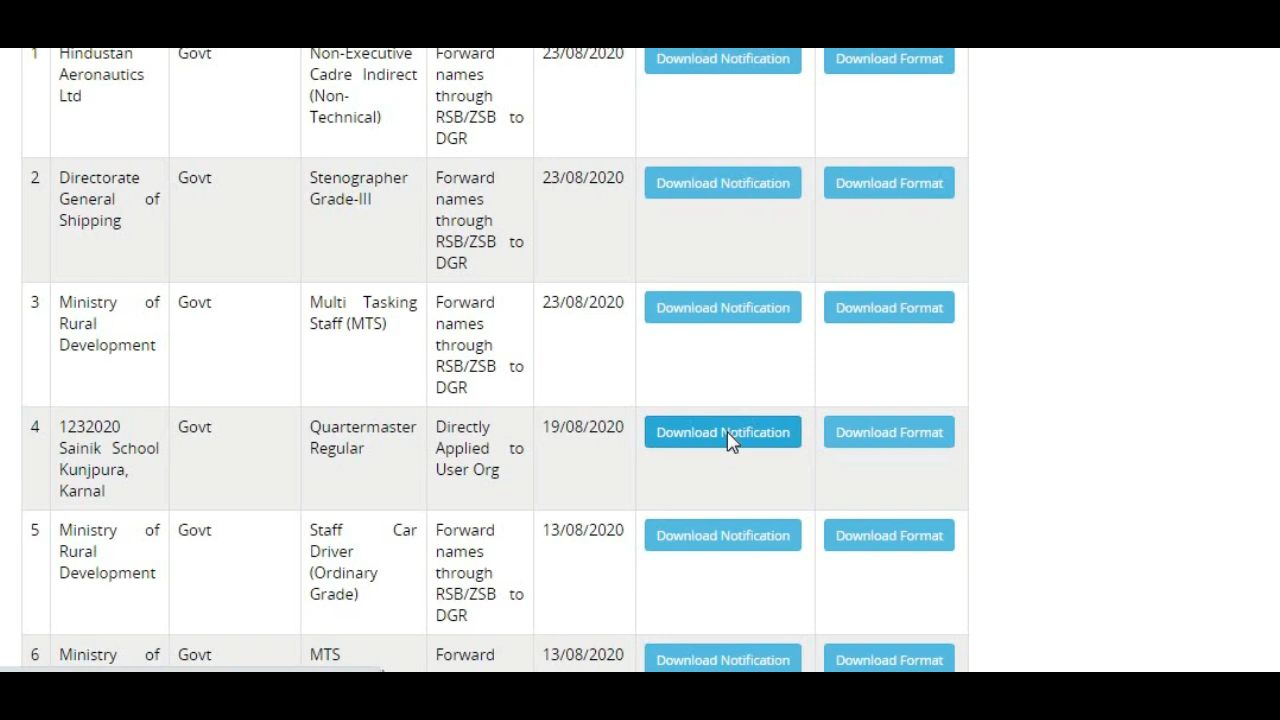 1
Hindustan
Aeronautics
Ltd
Govt
Non-Executive
Cadre Indirect
(Non-
Technical)
Forward
names
through
RSB/ZSB to
DGR
23/08/2020
Download Notification
Download Format
2
Directorate
General of
Shipping
Govt
Stenographer
Grade-III
Forward
names
through
RSB/ZSB to
DGR
23/08/2020
Download Notification
Download Format
3
Ministry of
Rural
Development
Govt
Multi Tasking
Staff (MTS)
Forward
names
through
RSB/ZSB to
DGR
23/08/2020
Download Notification
Download Format
4
1232020
Sainik School
Kunjpura,
Karnal
Govt
Quartermaster
Regular
Directly
Applied to
User Org
19/08/2020
Download Notification
Download Format
5
Ministry of
Rural
Development
Govt
Staff Car
Driver
(Ordinary
Grade)
Forward
names
through
RSB/ZSB to
DGR
13/08/2020
Download Notification
Download Format
6
Ministry of
Govt
MTS
Forward
13/08/2020
Download Notification
Download Format